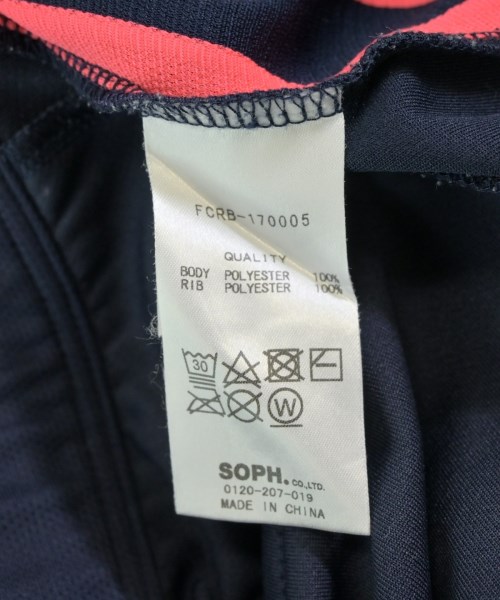 FCRB-170005
QUALITY
BODY POLYESTER 100%
RIB POLYESTER 100%
30
W
SOPH. CO.,LTD.
0120-207-019
MADE IN CHINA